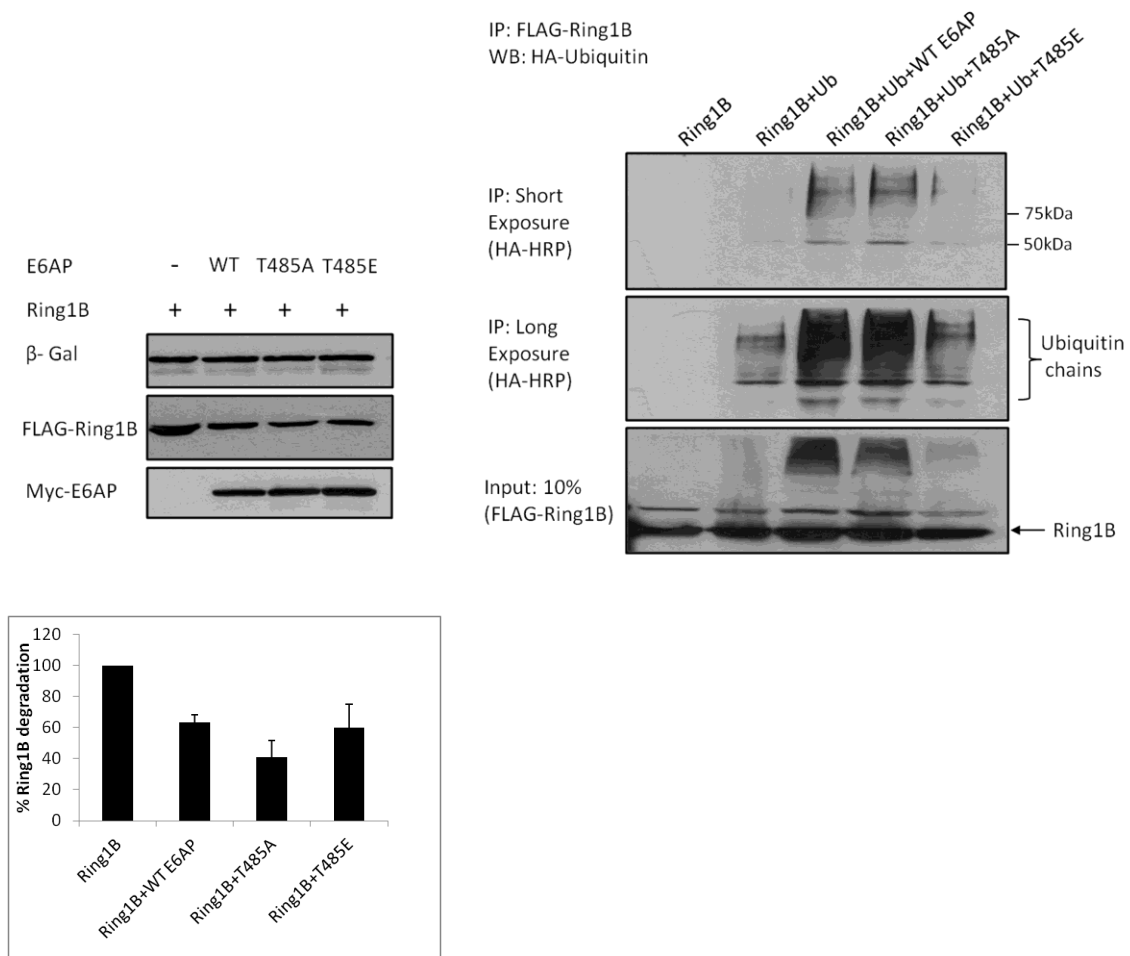 IP: FLAG-Ring1B
WB: HA-Ubiquitin
Ring1B
Ring1B+Ub
Ring1B+Ub+WT E6AP
Ring1B+Ub+T485A
Ring1B+Ub+T485E
IP: Short
Exposure
(HA-HRP)
75kDa
50kDa
IP: Long
Exposure
(HA-HRP)
Ubiquitin
chains
Input: 10%
(FLAG-Ring1B)
Ring1B
E6AP - WT T485A T485E
Ring1B + + + +
β- Gal
FLAG-Ring1B
Myc-E6AP
% Ring1B degradation
120
100
80
60
40
20
0
Ring1B
Ring1B+WT E6AP
Ring1B+T485A
Ring1B+T485E